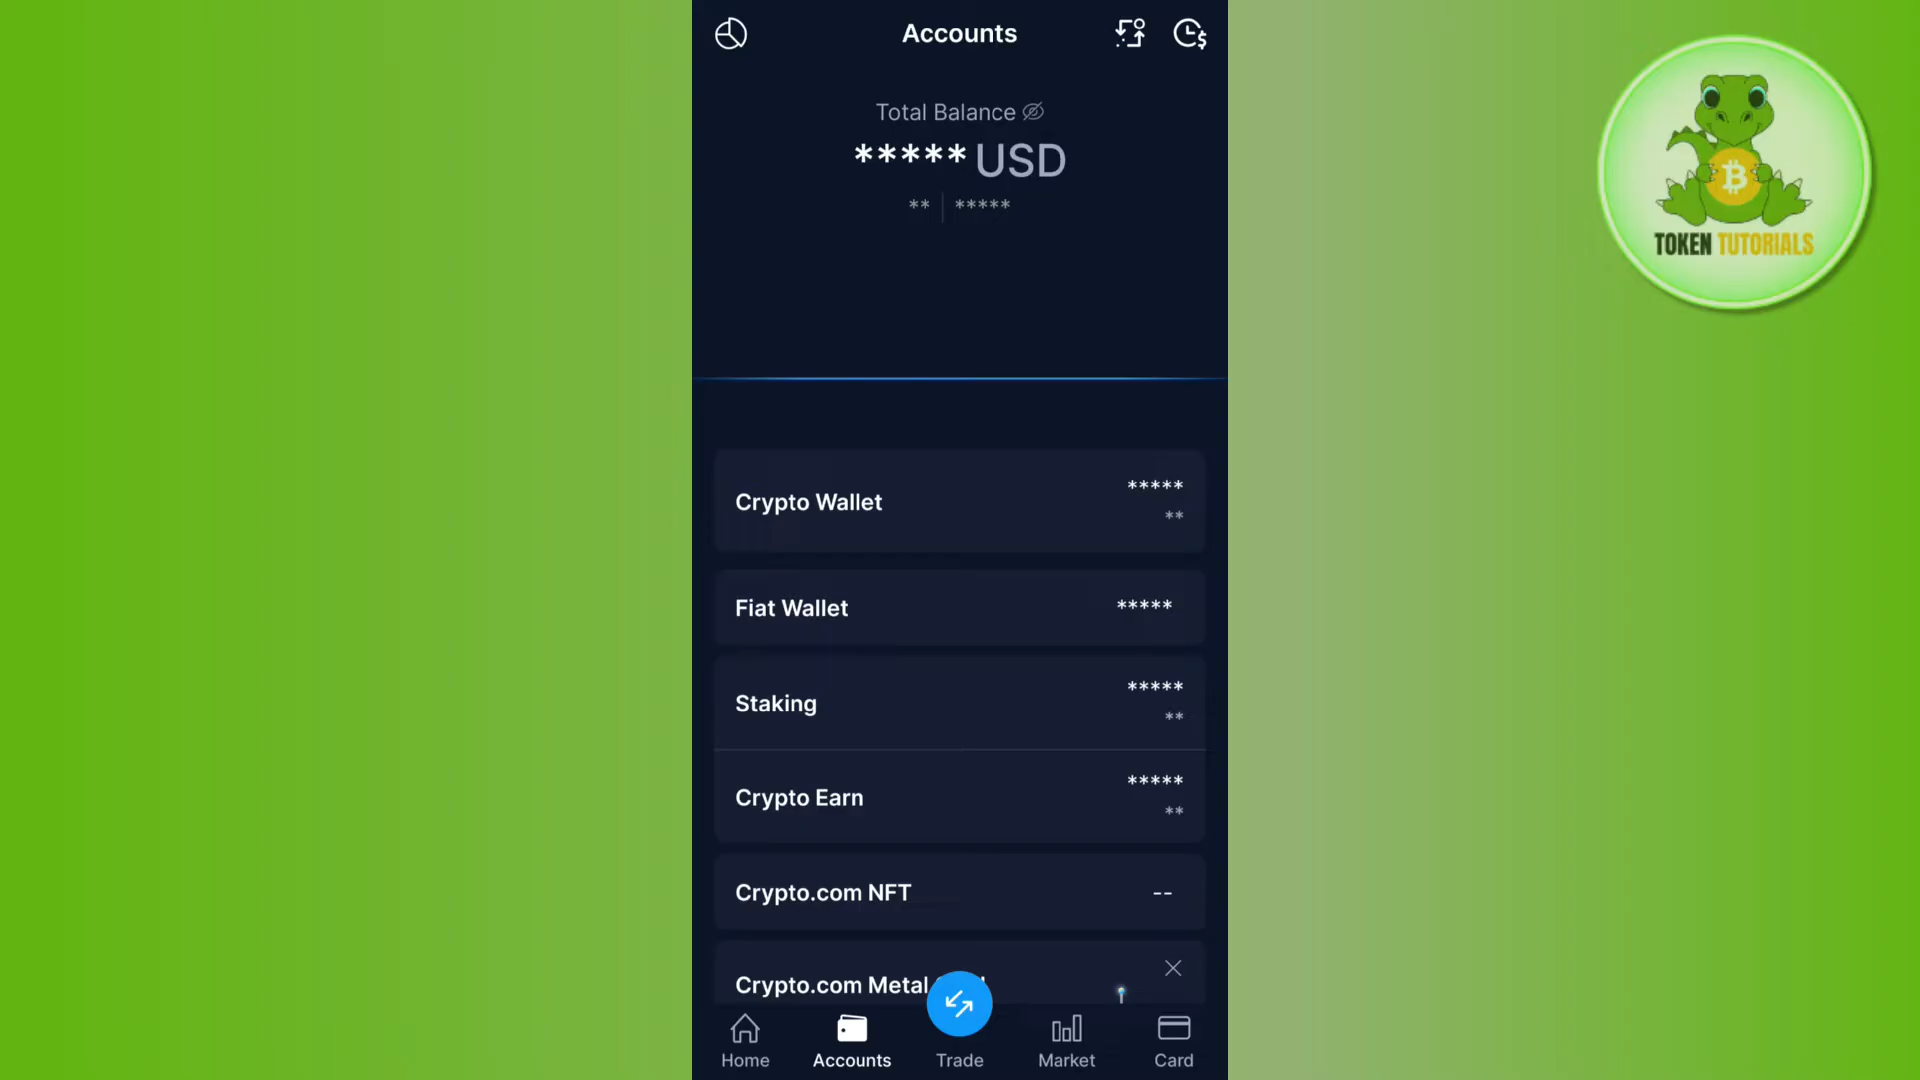 Accounts
Total Balance
*****USD
** | *****
Crypto Wallet *****
**
Fiat Wallet *****
Staking *****
**
Crypto Earn *****
**
Crypto.com NFT --
Crypto.com Metal
Home Accounts Trade Market Card
TOKEN TUTORIALS